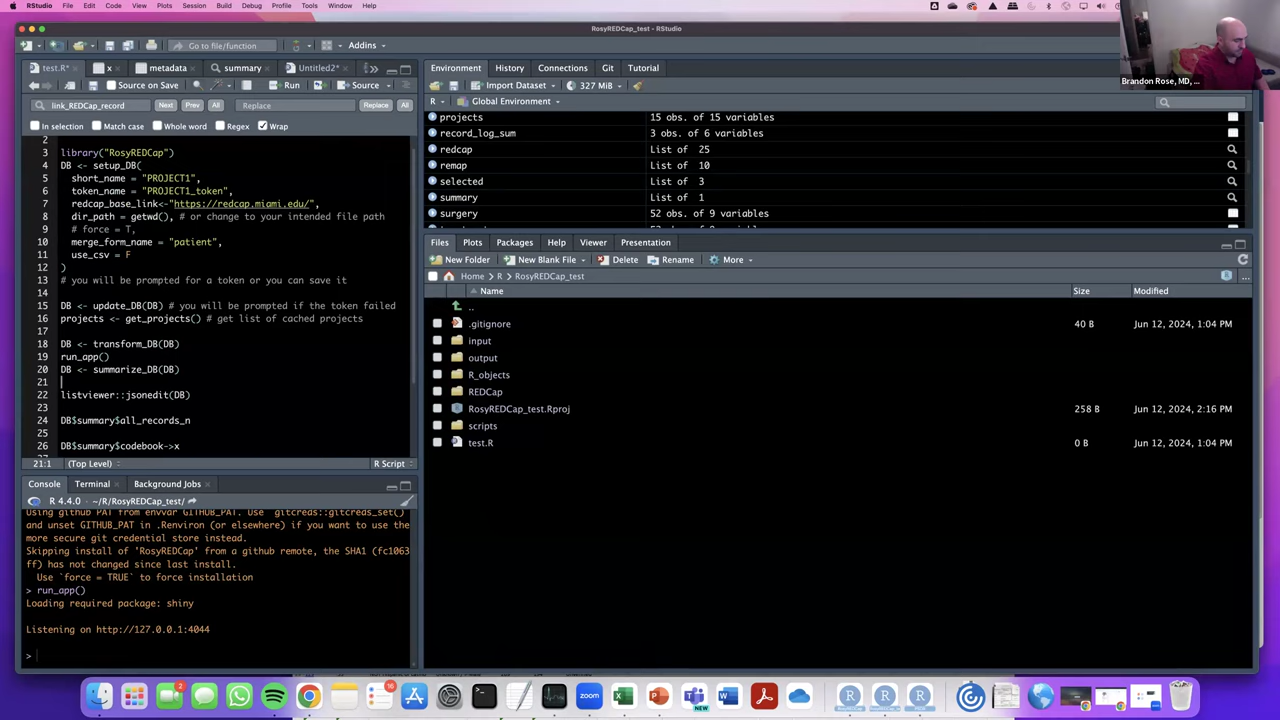 RStudio File Edit Code View Plots Session Build Debug Profile Tools Window Help
RosyREDCap_test - RStudio
Go to file/function Addins
Brandon Rose, MD, ...
test.R* x metadata summary Untitled2*
Source on Save Run Source
link_REDCap_record Next Prev All Replace Replace All
In selection Match case Whole word Regex Wrap
2
3 library("RosyREDCap")
4 DB <- setup_DB(
5 short_name = "PROJECT1",
6 token_name = "PROJECT1_token",
7 redcap_base_link<-"https://redcap.miami.edu/",
8 dir_path = getwd(), # or change to your intended file path
9 # force = T,
10 merge_form_name = "patient",
11 use_csv = F
12 )
13 # you will be prompted for a token or you can save it
14
15 DB <- update_DB(DB) # you will be prompted if the token failed
16 projects <- get_projects() # get list of cached projects
17
18 DB <- transform_DB(DB)
19 run_app()
20 DB <- summarize_DB(DB)
21
22 listviewer::jsonedit(DB)
23
24 DB$summary$all_records_n
25
26 DB$summary$codebook->x
21:1 (Top Level) R Script
Console Terminal Background Jobs
R 4.4.0 · ~/R/RosyREDCap_test/
Using github PAT from envvar GITHUB_PAT. Use `gitcreds::gitcreds_set()`
and unset GITHUB_PAT in .Renviron (or elsewhere) if you want to use the
more secure git credential store instead.
Skipping install of 'RosyREDCap' from a github remote, the SHA1 (fc1063
ff) has not changed since last install.
Use `force = TRUE` to force installation
> run_app()
Loading required package: shiny
Listening on http://127.0.0.1:4044
>
Environment History Connections Git Tutorial
Import Dataset 327 MiB
R Global Environment
projects 15 obs. of 15 variables
record_log_sum 3 obs. of 6 variables
redcap List of 25
remap List of 10
selected List of 3
summary List of 1
surgery 52 obs. of 9 variables
Files Plots Packages Help Viewer Presentation
New Folder New Blank File Delete Rename More
Home R RosyREDCap_test ...
Name Size Modified
..
.gitignore 40 B Jun 12, 2024, 1:04 PM
input
output
R_objects
REDCap
RosyREDCap_test.Rproj 258 B Jun 12, 2024, 2:16 PM
scripts
test.R 0 B Jun 12, 2024, 1:04 PM
2
zoom
NEW